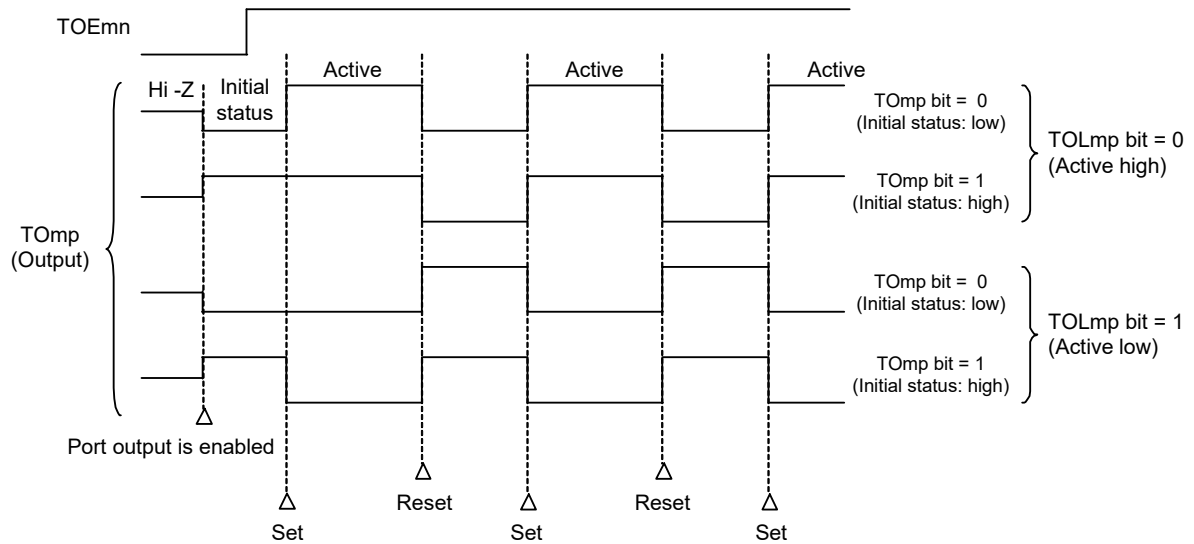 TOEmn
Hi -Z
Initial
status
Active
Active
Active
TOmp bit = 0
(Initial status: low)
TOmp bit = 1
(Initial status: high)
TOLmp bit = 0
(Active high)
TOmp
(Output)
TOmp bit = 0
(Initial status: low)
TOmp bit = 1
(Initial status: high)
TOLmp bit = 1
(Active low)
Port output is enabled
Reset
Reset
Set
Set
Set